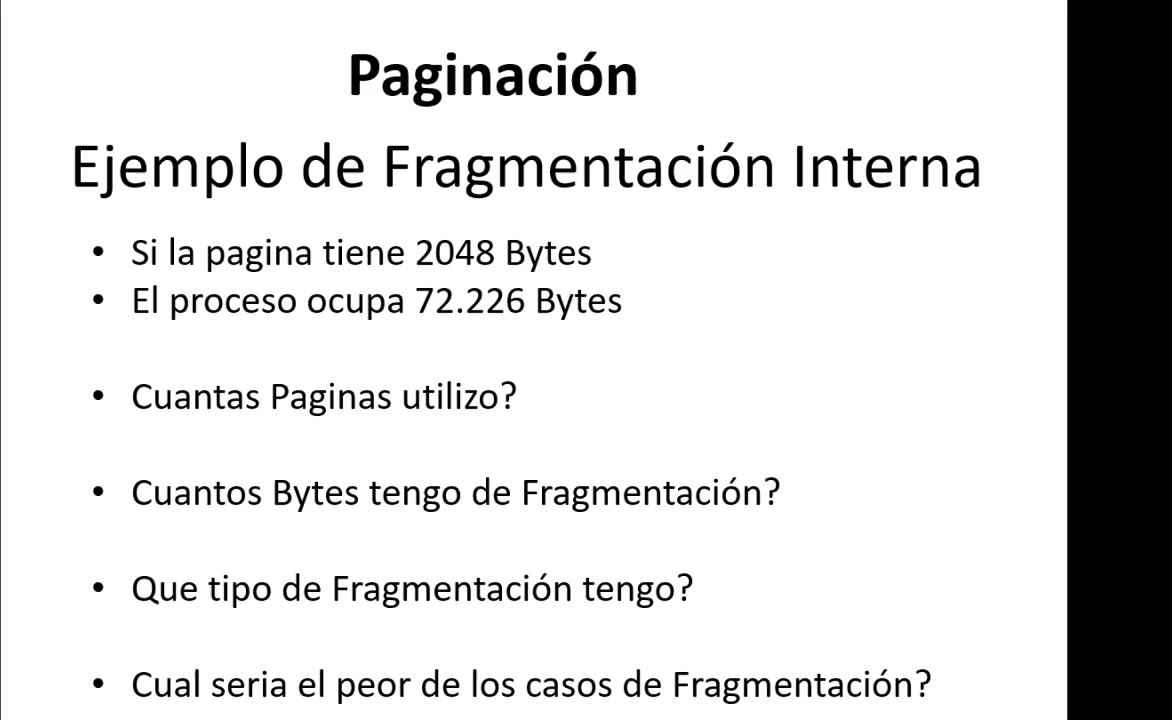 Paginación
Ejemplo de Fragmentación Interna
• Si la pagina tiene 2048 Bytes
• El proceso ocupa 72.226 Bytes
• Cuantas Paginas utilizo?
• Cuantos Bytes tengo de Fragmentación?
• Que tipo de Fragmentación tengo?
• Cual seria el peor de los casos de Fragmentación?